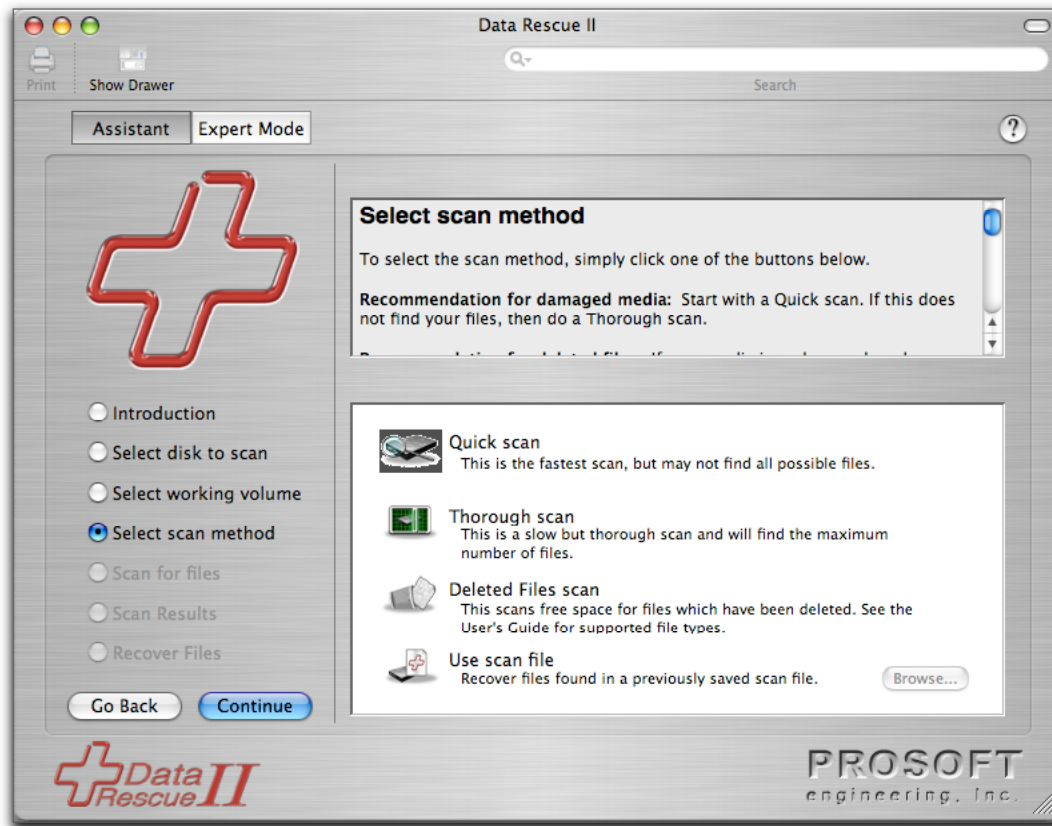 Data Rescue II
Print
Show Drawer
Search
Assistant
Expert Mode
?
Select scan method
To select the scan method, simply click one of the buttons below.
Recommendation for damaged media: Start with a Quick scan. If this does
not find your files, then do a Thorough scan.
Introduction
Select disk to scan
Select working volume
Select scan method
Scan for files
Scan Results
Recover Files
Go Back
Continue
Quick scan
This is the fastest scan, but may not find all possible files.
Thorough scan
This is a slow but thorough scan and will find the maximum
number of files.
Deleted Files scan
This scans free space for files which have been deleted. See the
User's Guide for supported file types.
Use scan file
Recover files found in a previously saved scan file.
Browse...
Data
Rescue II
PROSOFT
engineering, Inc.